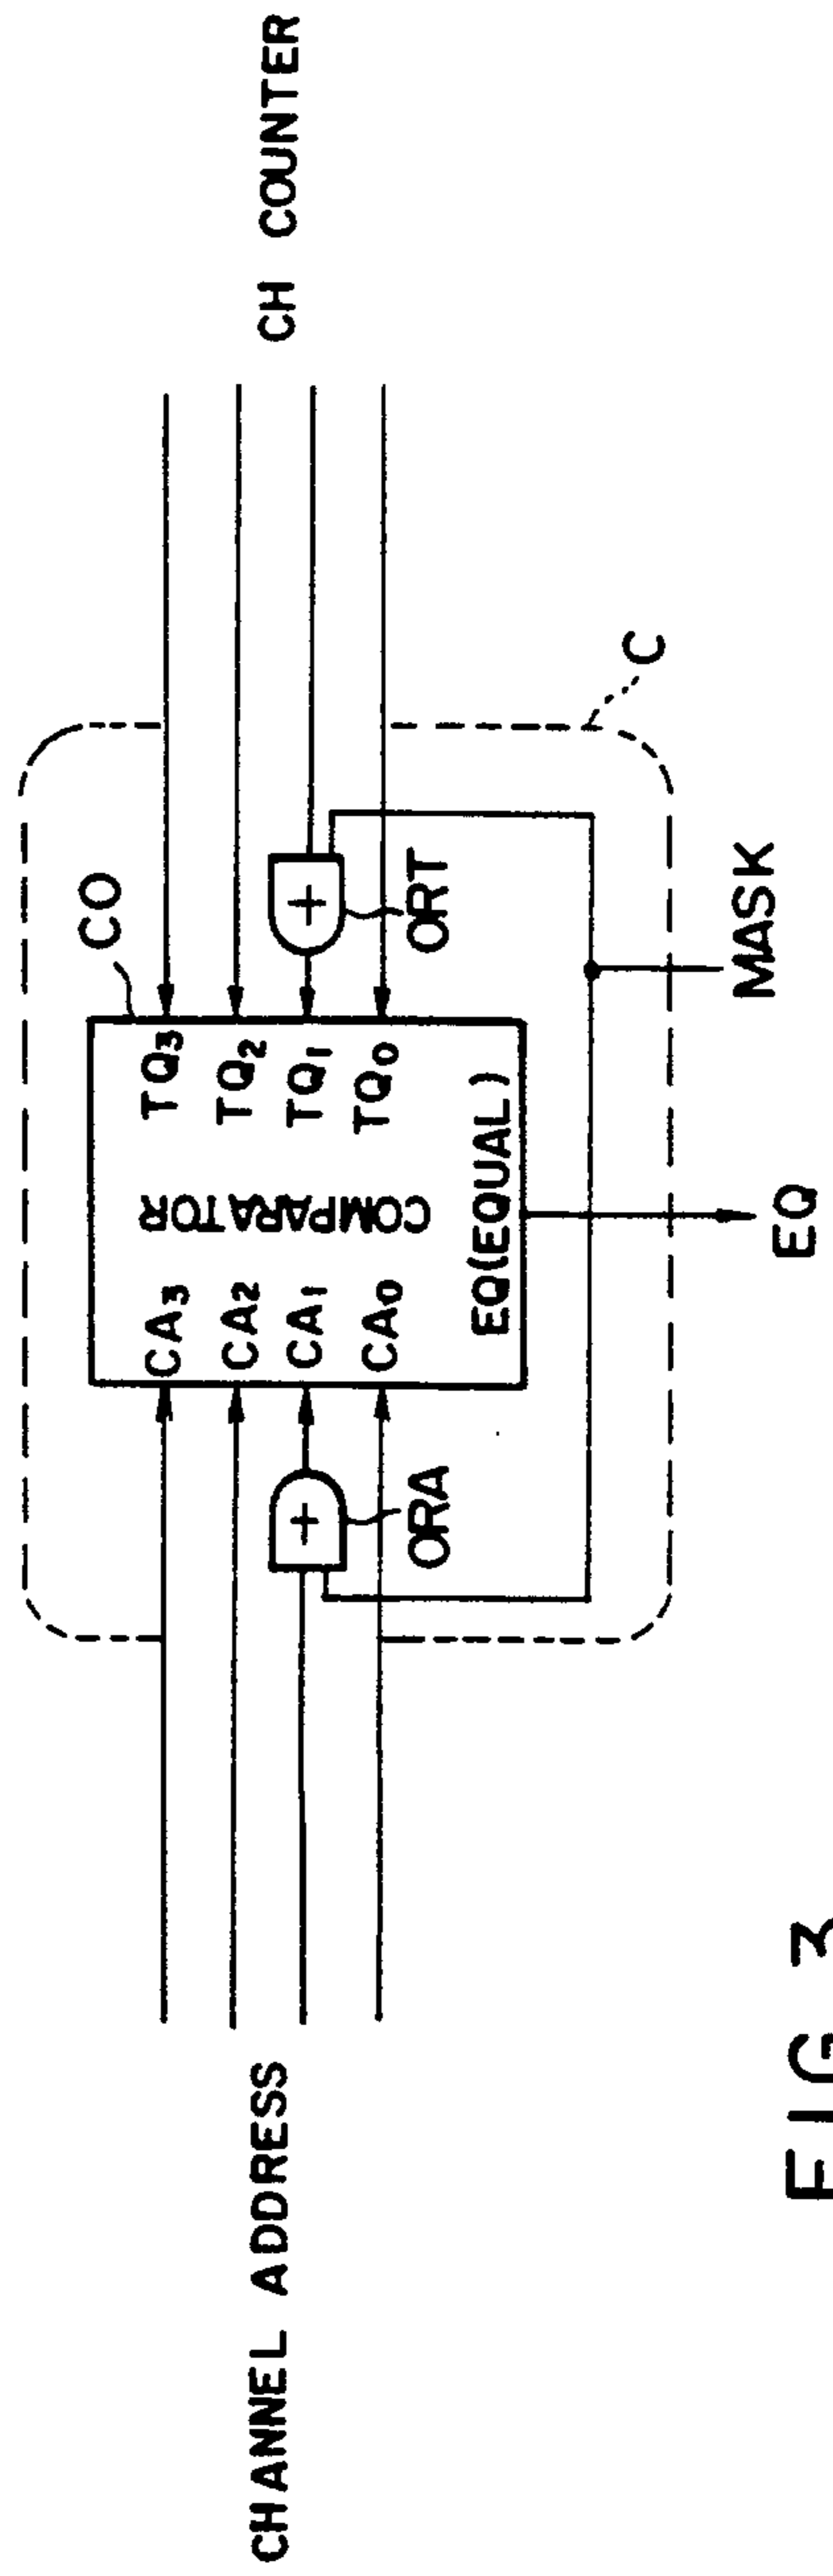 CHANNEL ADDRESS
CH COUNTER
CO
C
CA3
CA2
CA1
CA0
COMPARATOR
TQ3
TQ2
TQ1
TQ0
EQ(EQUAL)
ORA
ORT
EQ
MASK
FIG 3